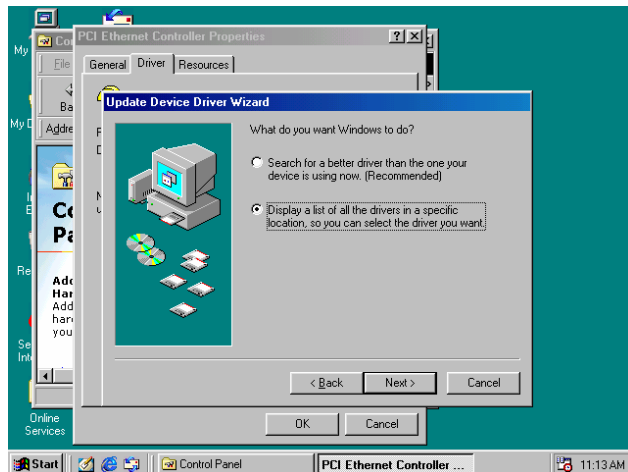 My
PCI Ethernet Controller Properties
Co
File
General Driver Resources
Ba
Update Device Driver Wizard
My D
Addre
What do you want Windows to do?
Search for a better driver than the one your
device is using now. (Recommended)
Display a list of all the drivers in a specific
location, so you can select the driver you want.
Co
Pa
Re
Add
Har
Add
hard
you
Se
Int
< Back Next > Cancel
Online
Services
OK Cancel
Start Control Panel PCI Ethernet Controller ... 11:13 AM